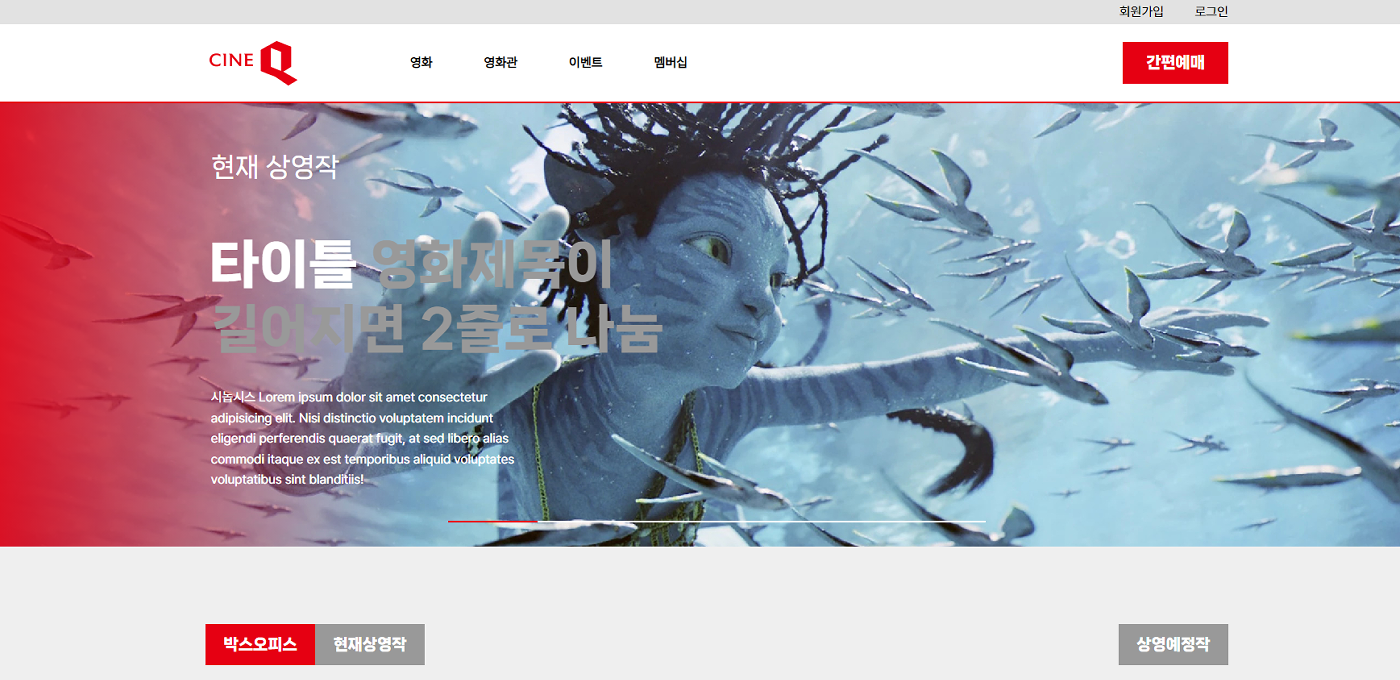 회원가입 로그인
CINE Q 영화 영화관 이벤트 멤버십 간편예매
현재 상영작
타이틀 영화제목이
길어지면 2줄로 나눔
시놉시스 Lorem ipsum dolor sit amet consectetur
adipisicing elit. Nisi distinctio voluptatem incidunt
eligendi perferendis quaerat fugit, at sed libero alias
commodi itaque ex est temporibus aliquid voluptates
voluptatibus sint blanditiis!
박스오피스 현재상영작 상영예정작